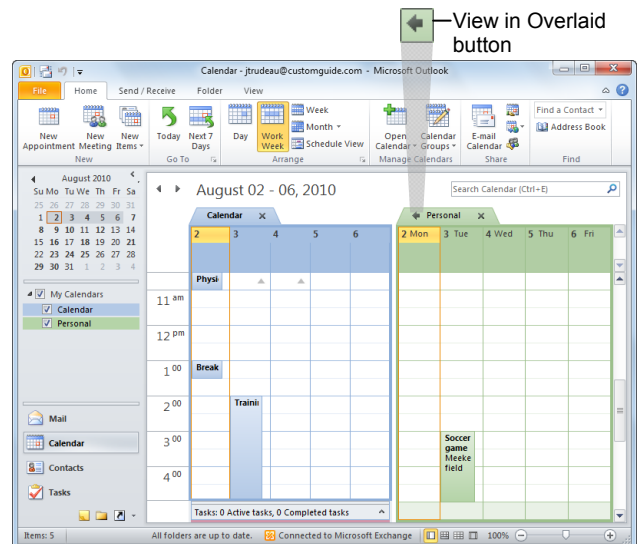 View in Overlaid
button
Calendar - jtrudeau@customguide.com - Microsoft Outlook
File Home Send / Receive Folder View
New Appointment
New Meeting
New Items
New
Today
Next 7 Days
Go To
Day
Work Week
Week
Month
Schedule View
Arrange
Open Calendar
Calendar Groups
Manage Calendars
E-mail Calendar
Share
Find a Contact
Address Book
Find
August 2010
Su Mo Tu We Th Fr Sa
25 26 27 28 29 30 31
1 2 3 4 5 6 7
8 9 10 11 12 13 14
15 16 17 18 19 20 21
22 23 24 25 26 27 28
29 30 31 1 2 3 4
My Calendars
Calendar
Personal
Mail
Calendar
Contacts
Tasks
August 02 - 06, 2010
Search Calendar (Ctrl+E)
Calendar
Personal
2 3 4 5 6
2 Mon 3 Tue 4 Wed 5 Thu 6 Fri
Physi
11 am
12 pm
1 00
Break
2 00
Traini
3 00
Soccer
game
Meeke
field
4 00
Tasks: 0 Active tasks, 0 Completed tasks
Items: 5
All folders are up to date.
Connected to Microsoft Exchange
100%